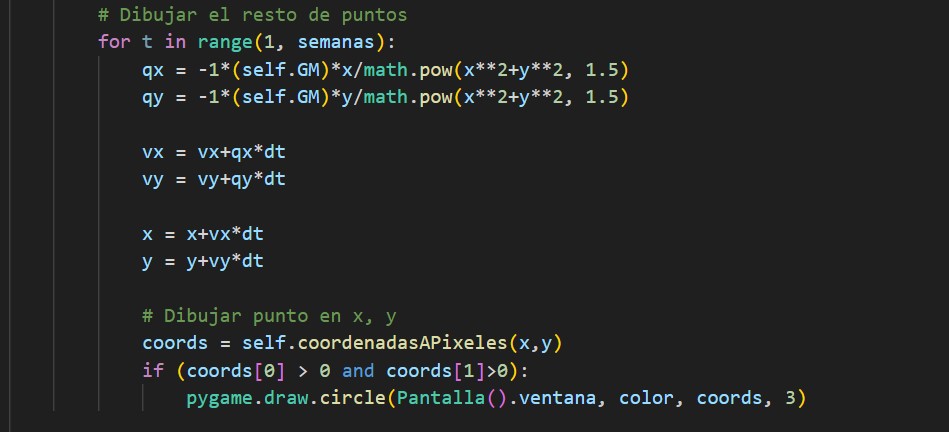 # Dibujar el resto de puntos
for t in range(1, semanas):
    qx = -1*(self.GM)*x/math.pow(x**2+y**2, 1.5)
    qy = -1*(self.GM)*y/math.pow(x**2+y**2, 1.5)

    vx = vx+qx*dt
    vy = vy+qy*dt

    x = x+vx*dt
    y = y+vy*dt

    # Dibujar punto en x, y
    coords = self.coordenadasAPixeles(x,y)
    if (coords[0] > 0 and coords[1]>0):
        pygame.draw.circle(Pantalla().ventana, color, coords, 3)